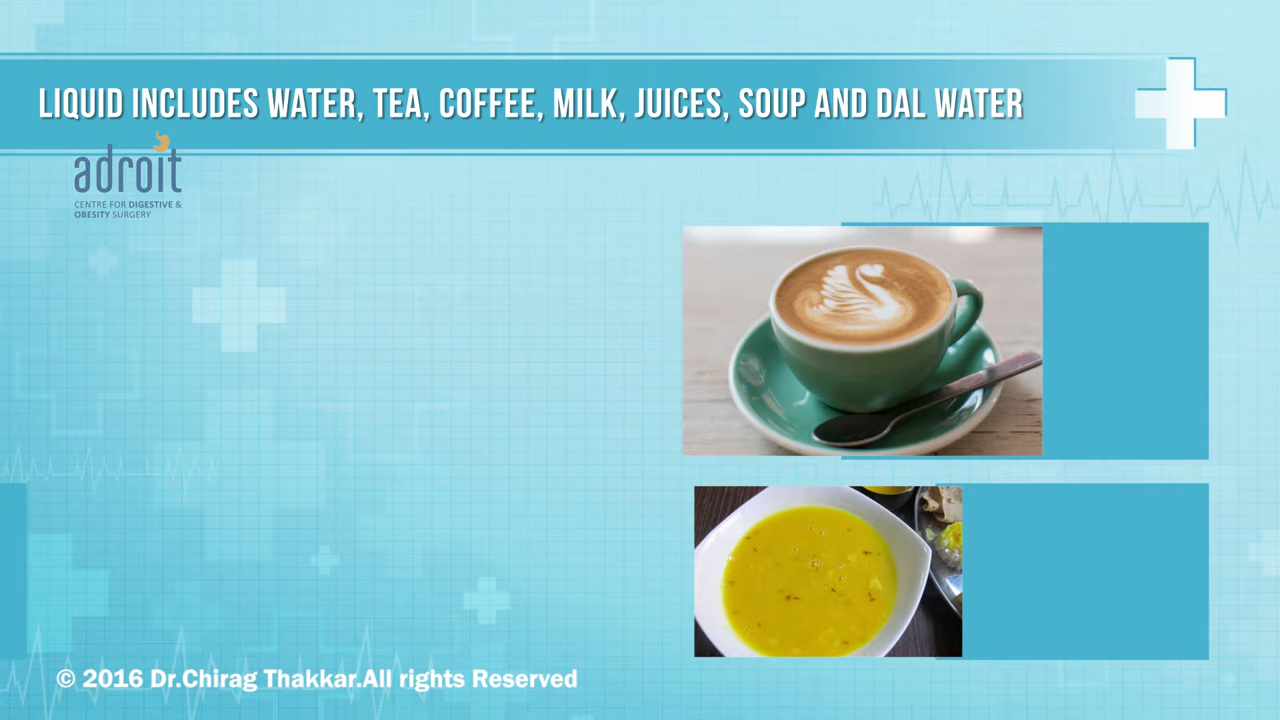 LIQUID INCLUDES WATER, TEA, COFFEE, MILK, JUICES, SOUP AND DAL WATER
adroit
CENTRE FOR DIGESTIVE &
OBESITY SURGERY
© 2016 Dr.Chirag Thakkar.All rights Reserved